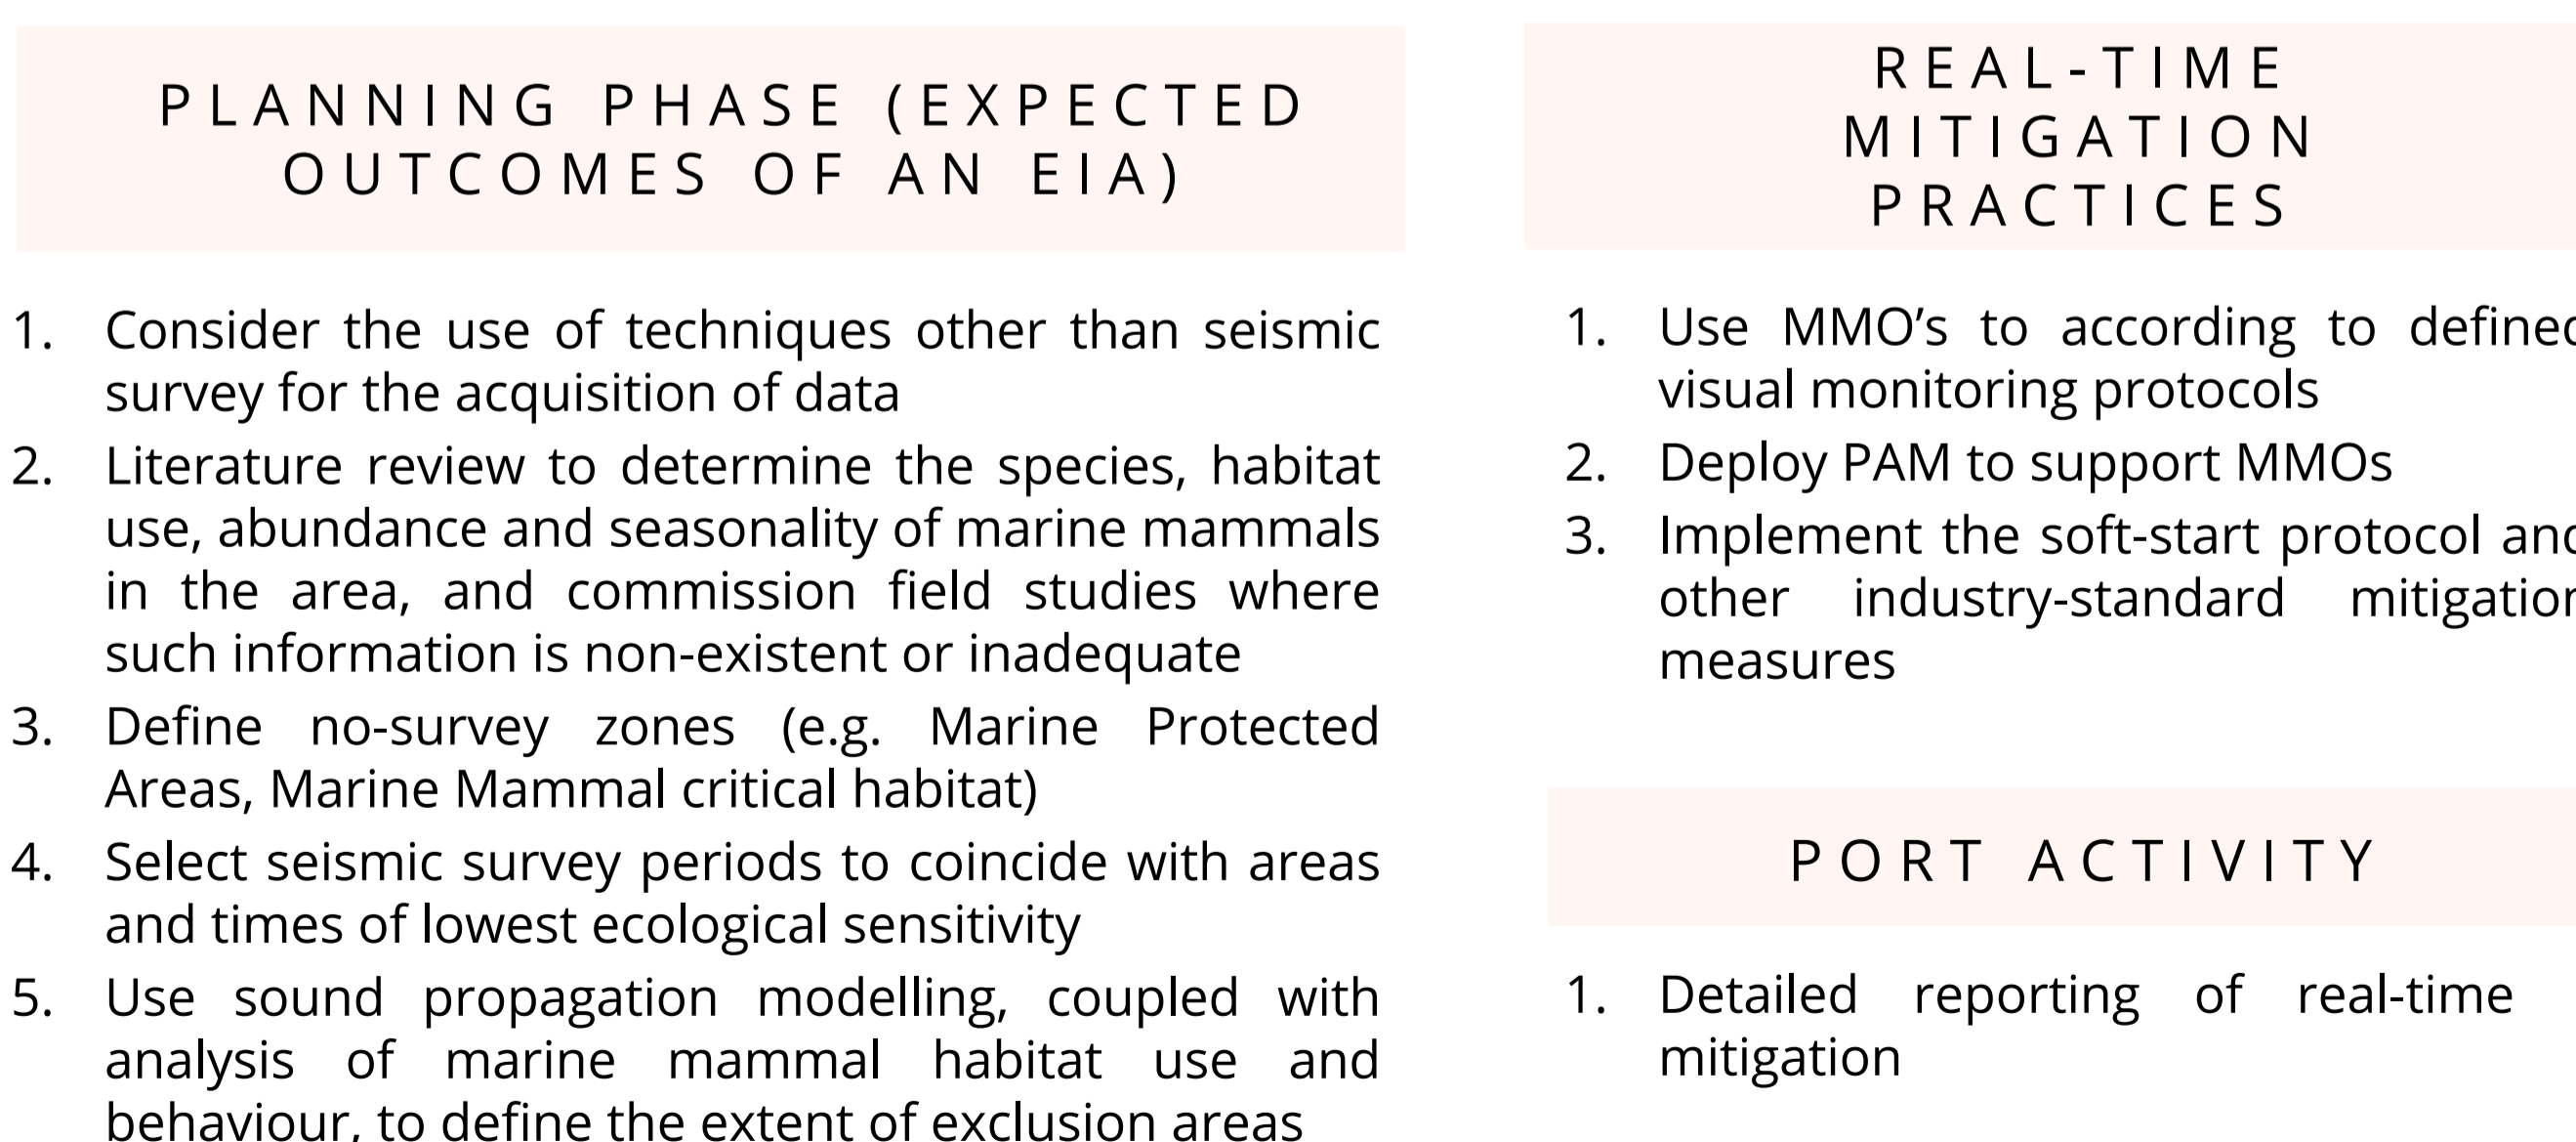 PLANNING PHASE (EXPECTED
OUTCOMES OF AN EIA)
1. Consider the use of techniques other than seismic
survey for the acquisition of data
2. Literature review to determine the species, habitat
use, abundance and seasonality of marine mammals
in the area, and commission field studies where
such information is non-existent or inadequate
3. Define no-survey zones (e.g. Marine Protected
Areas, Marine Mammal critical habitat)
4. Select seismic survey periods to coincide with areas
and times of lowest ecological sensitivity
5. Use sound propagation modelling, coupled with
analysis of marine mammal habitat use and
behaviour, to define the extent of exclusion areas
REAL-TIME
MITIGATION
PRACTICES
1. Use MMO’s to according to defined
visual monitoring protocols
2. Deploy PAM to support MMOs
3. Implement the soft-start protocol and
other industry-standard mitigation
measures
PORT ACTIVITY
1. Detailed reporting of real-time
mitigation